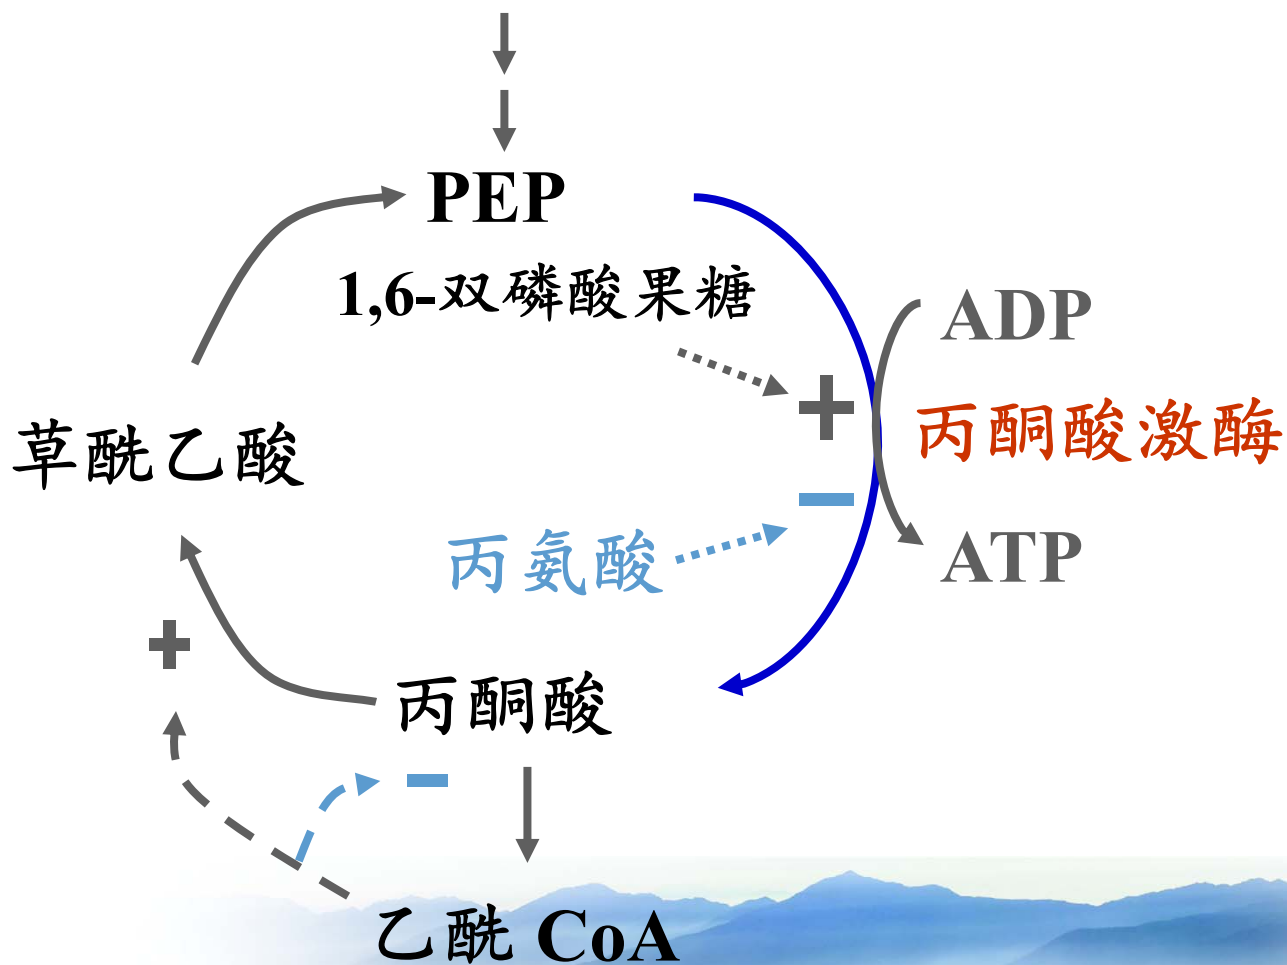 PEP
1,6-双磷酸果糖
ADP
+
丙酮酸激酶
草酰乙酸
−
丙氨酸
ATP
+
丙酮酸
−
乙酰 CoA